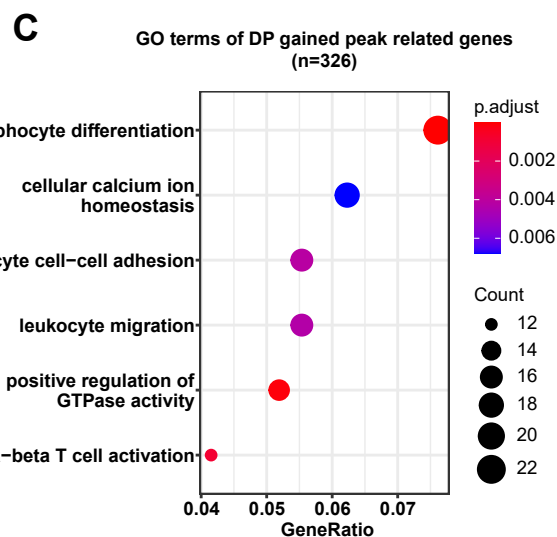 C
GO terms of DP gained peak related genes
(n=326)
differentiation
cellular calcium ion
homeostasis
cell−cell adhesion
leukocyte migration
positive regulation of
GTPase activity
−beta T cell activation
0.04 0.05 0.06 0.07
GeneRatio
p.adjust
0.002
0.004
0.006
Count
12
14
16
18
20
22